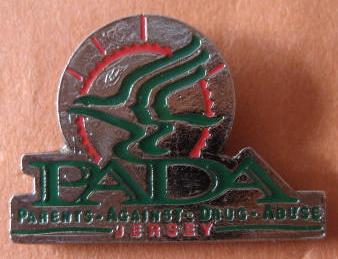 PADA
PARENTS - AGAINST - DRUG - ABUSE
JERSEY